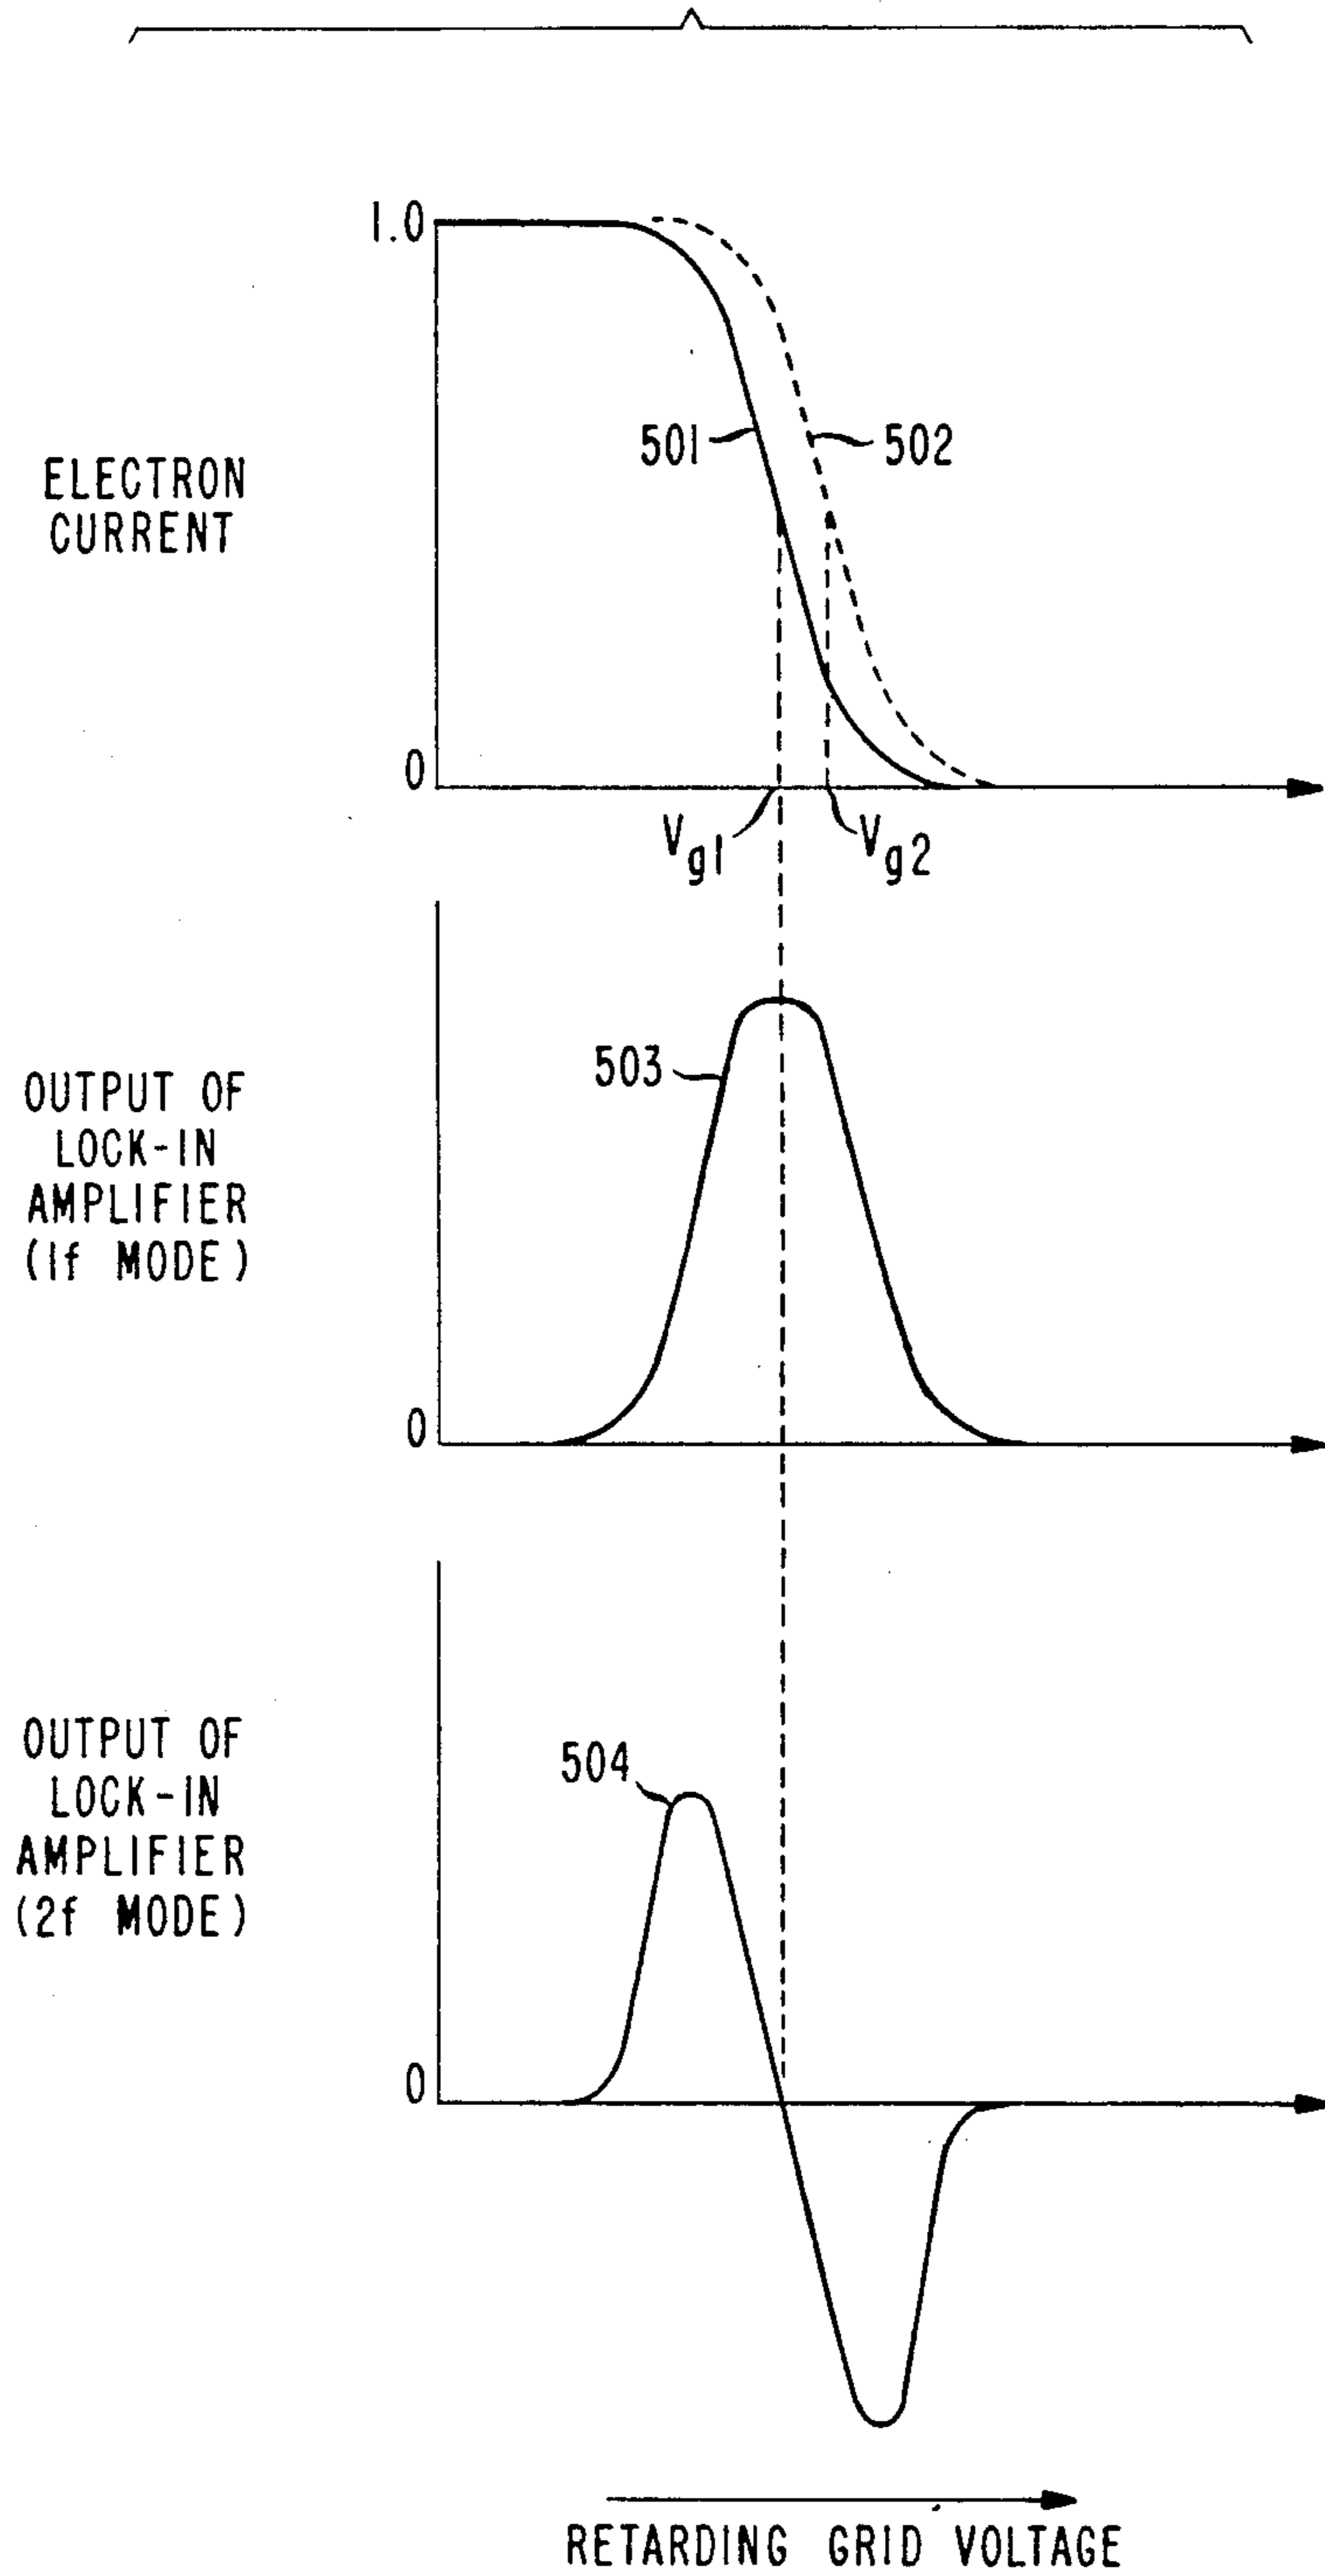 1.0
501
502
ELECTRON
CURRENT
0
Vg1
Vg2
503
OUTPUT OF
LOCK-IN
AMPLIFIER
(1f MODE)
0
504
OUTPUT OF
LOCK-IN
AMPLIFIER
(2f MODE)
0
RETARDING GRID VOLTAGE